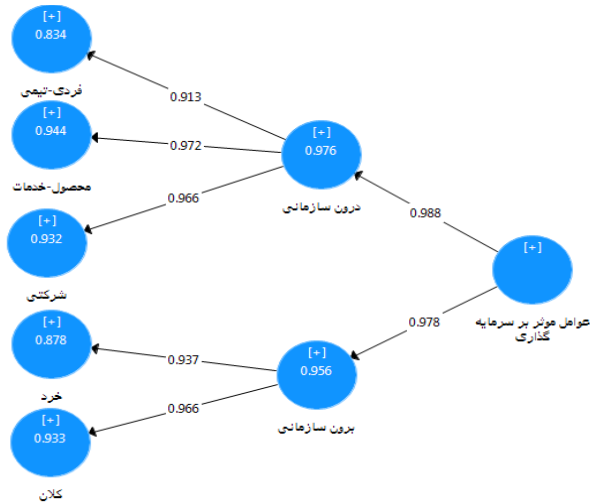 [+]
0.834
فردی-تیمی
[+]
0.944
محصول-خدمات
[+]
0.932
شرکتی
[+]
0.878
خرد
[+]
0.933
کلان
0.913
0.972
0.966
0.937
0.966
[+]
0.976
درون سازمانی
[+]
0.956
برون سازمانی
0.988
0.978
[+]
عوامل موثر بر سرمایه
گذاری